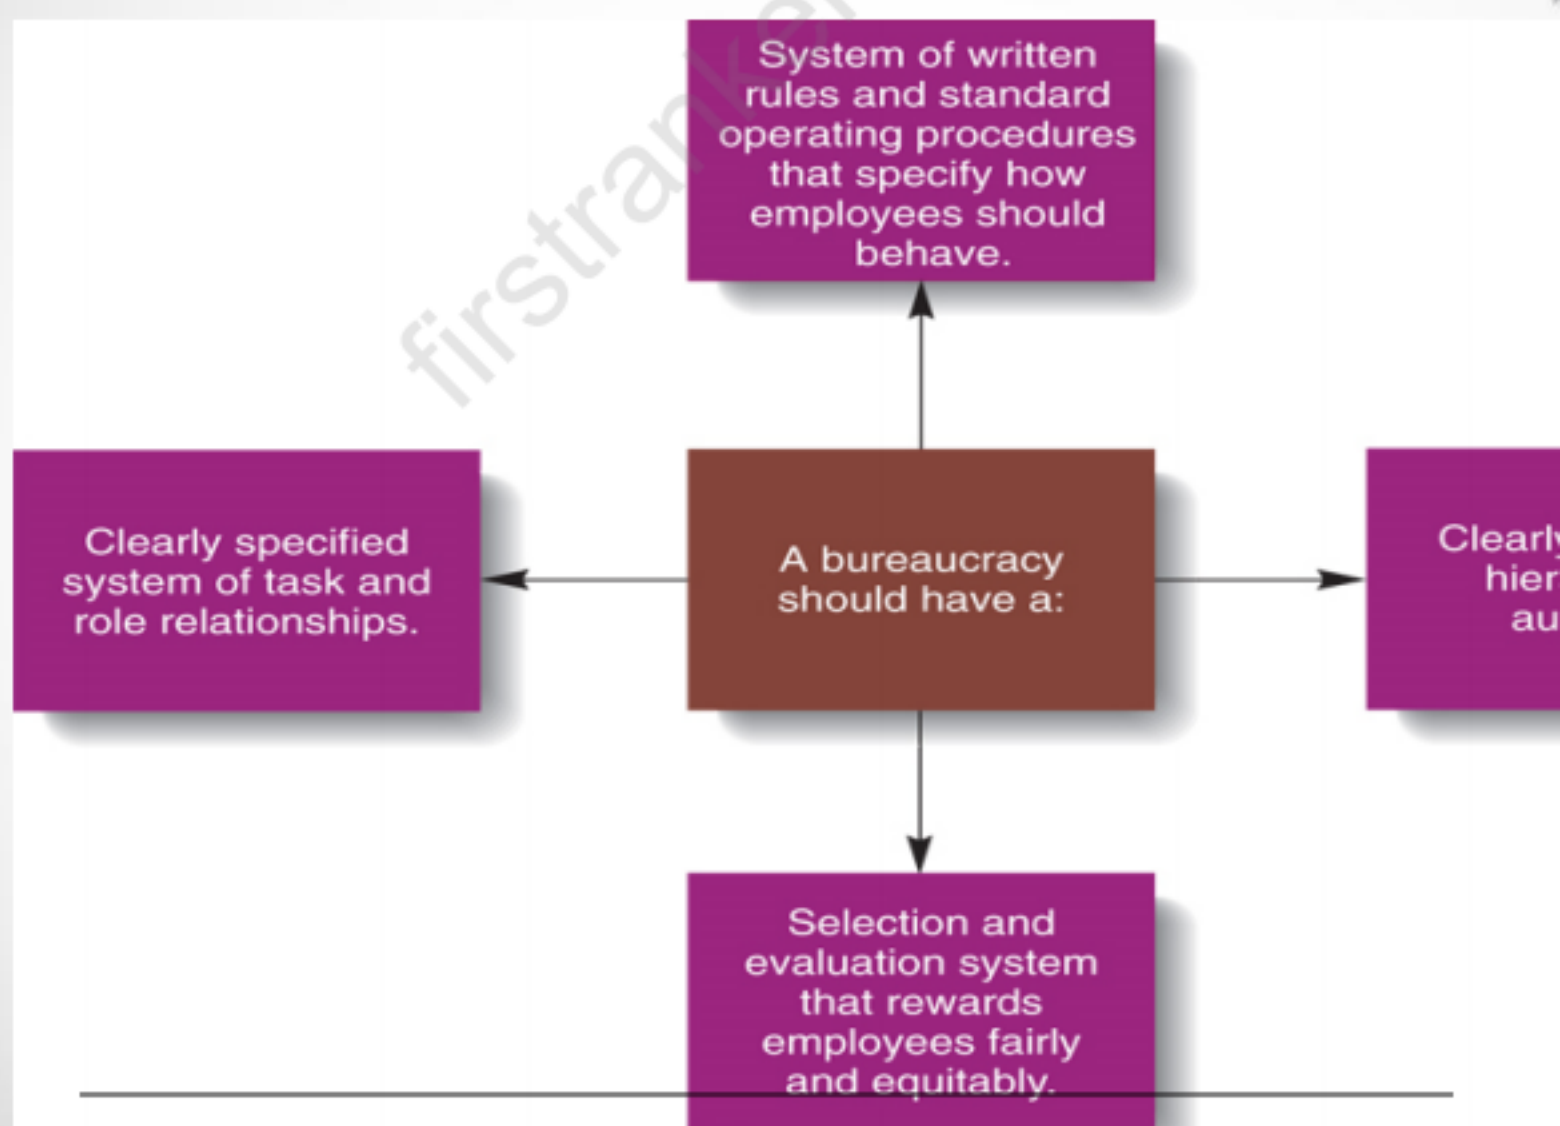 System of written
rules and standard
operating procedures
that specify how
employees should
behave.
Clearly specified
system of task and
role relationships.
A bureaucracy
should have a:
Clearly
Selection and
evaluation system
that rewards
employees fairly
and equitably.